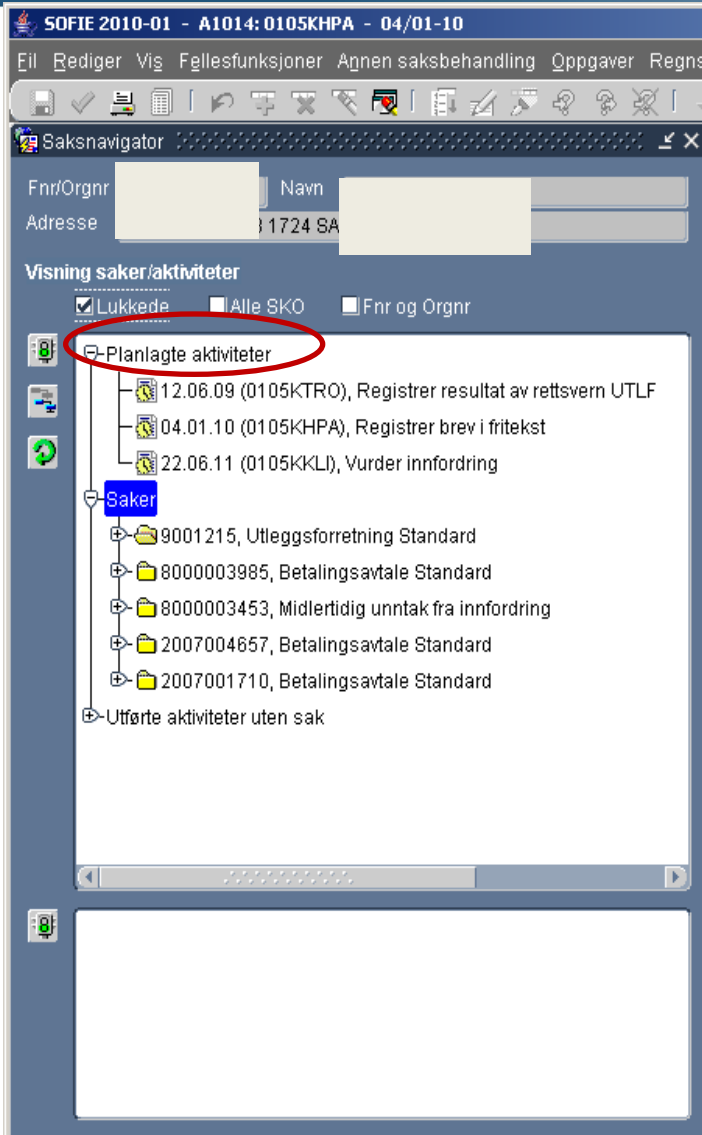 SOFIE 2010-01 - A1014: 0105KHPA - 04/01-10
Fil Rediger Vis Fellesfunksjoner Annen saksbehandling Oppgaver Regns
Saksnavigator
Fnr/Orgnr Navn
Adresse 1724 SA
Visning saker/aktiviteter
Lukkede Alle SKO Fnr og Orgnr
Planlagte aktiviteter
12.06.09 (0105KTRO), Registrer resultat av rettsvern UTLF
04.01.10 (0105KHPA), Registrer brev i fritekst
22.06.11 (0105KKLI), Vurder innfordring
Saker
9001215, Utleggsforretning Standard
8000003985, Betalingsavtale Standard
8000003453, Midlertidig unntak fra innfordring
2007004657, Betalingsavtale Standard
2007001710, Betalingsavtale Standard
Utførte aktiviteter uten sak